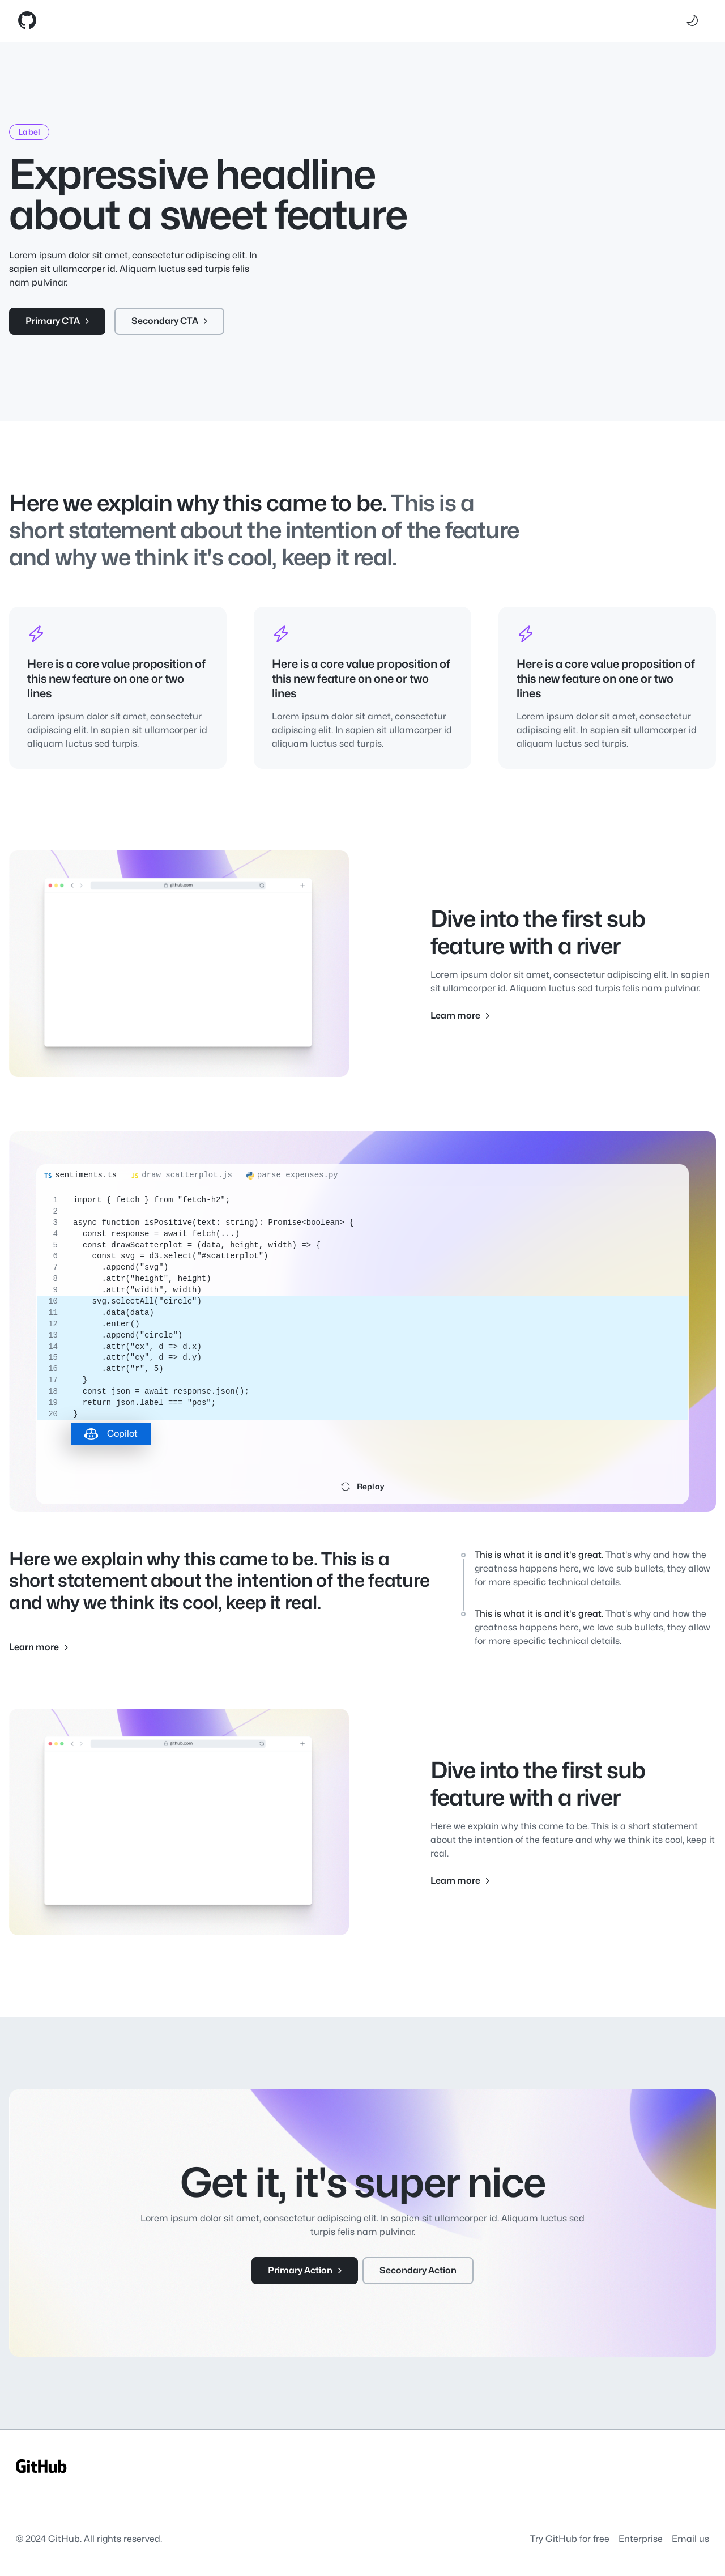 Label
Expressive headline
about a sweet feature
Lorem ipsum dolor sit amet, consectetur adipiscing elit. In
sapien sit ullamcorper id. Aliquam luctus sed turpis felis
nam pulvinar.
Primary CTA
Secondary CTA
Here we explain why this came to be. This is a
short statement about the intention of the feature
and why we think it's cool, keep it real.
Here is a core value proposition of
this new feature on one or two
lines
Lorem ipsum dolor sit amet, consectetur
adipiscing elit. In sapien sit ullamcorper id
aliquam luctus sed turpis.
Here is a core value proposition of
this new feature on one or two
lines
Lorem ipsum dolor sit amet, consectetur
adipiscing elit. In sapien sit ullamcorper id
aliquam luctus sed turpis.
Here is a core value proposition of
this new feature on one or two
lines
Lorem ipsum dolor sit amet, consectetur
adipiscing elit. In sapien sit ullamcorper id
aliquam luctus sed turpis.
github.com
Dive into the first sub
feature with a river
Lorem ipsum dolor sit amet, consectetur adipiscing elit. In sapien
sit ullamcorper id. Aliquam luctus sed turpis felis nam pulvinar.
Learn more
TS sentiments.ts JS draw_scatterplot.js parse_expenses.py
1 import { fetch } from "fetch-h2";
2
3 async function isPositive(text: string): Promise<boolean> {
4   const response = await fetch(...)
5   const drawScatterplot = (data, height, width) => {
6     const svg = d3.select("#scatterplot")
7       .append("svg")
8       .attr("height", height)
9       .attr("width", width)
10     svg.selectAll("circle")
11       .data(data)
12       .enter()
13       .append("circle")
14       .attr("cx", d => d.x)
15       .attr("cy", d => d.y)
16       .attr("r", 5)
17   }
18   const json = await response.json();
19   return json.label === "pos";
20 }
Copilot
Replay
Here we explain why this came to be. This is a
short statement about the intention of the feature
and why we think its cool, keep it real.
Learn more
This is what it is and it's great. That's why and how the
greatness happens here, we love sub bullets, they allow
for more specific technical details.
This is what it is and it's great. That's why and how the
greatness happens here, we love sub bullets, they allow
for more specific technical details.
github.com
Dive into the first sub
feature with a river
Here we explain why this came to be. This is a short statement
about the intention of the feature and why we think its cool, keep it
real.
Learn more
Get it, it's super nice
Lorem ipsum dolor sit amet, consectetur adipiscing elit. In sapien sit ullamcorper id. Aliquam luctus sed
turpis felis nam pulvinar.
Primary Action
Secondary Action
GitHub
© 2024 GitHub. All rights reserved.
Try GitHub for free Enterprise Email us